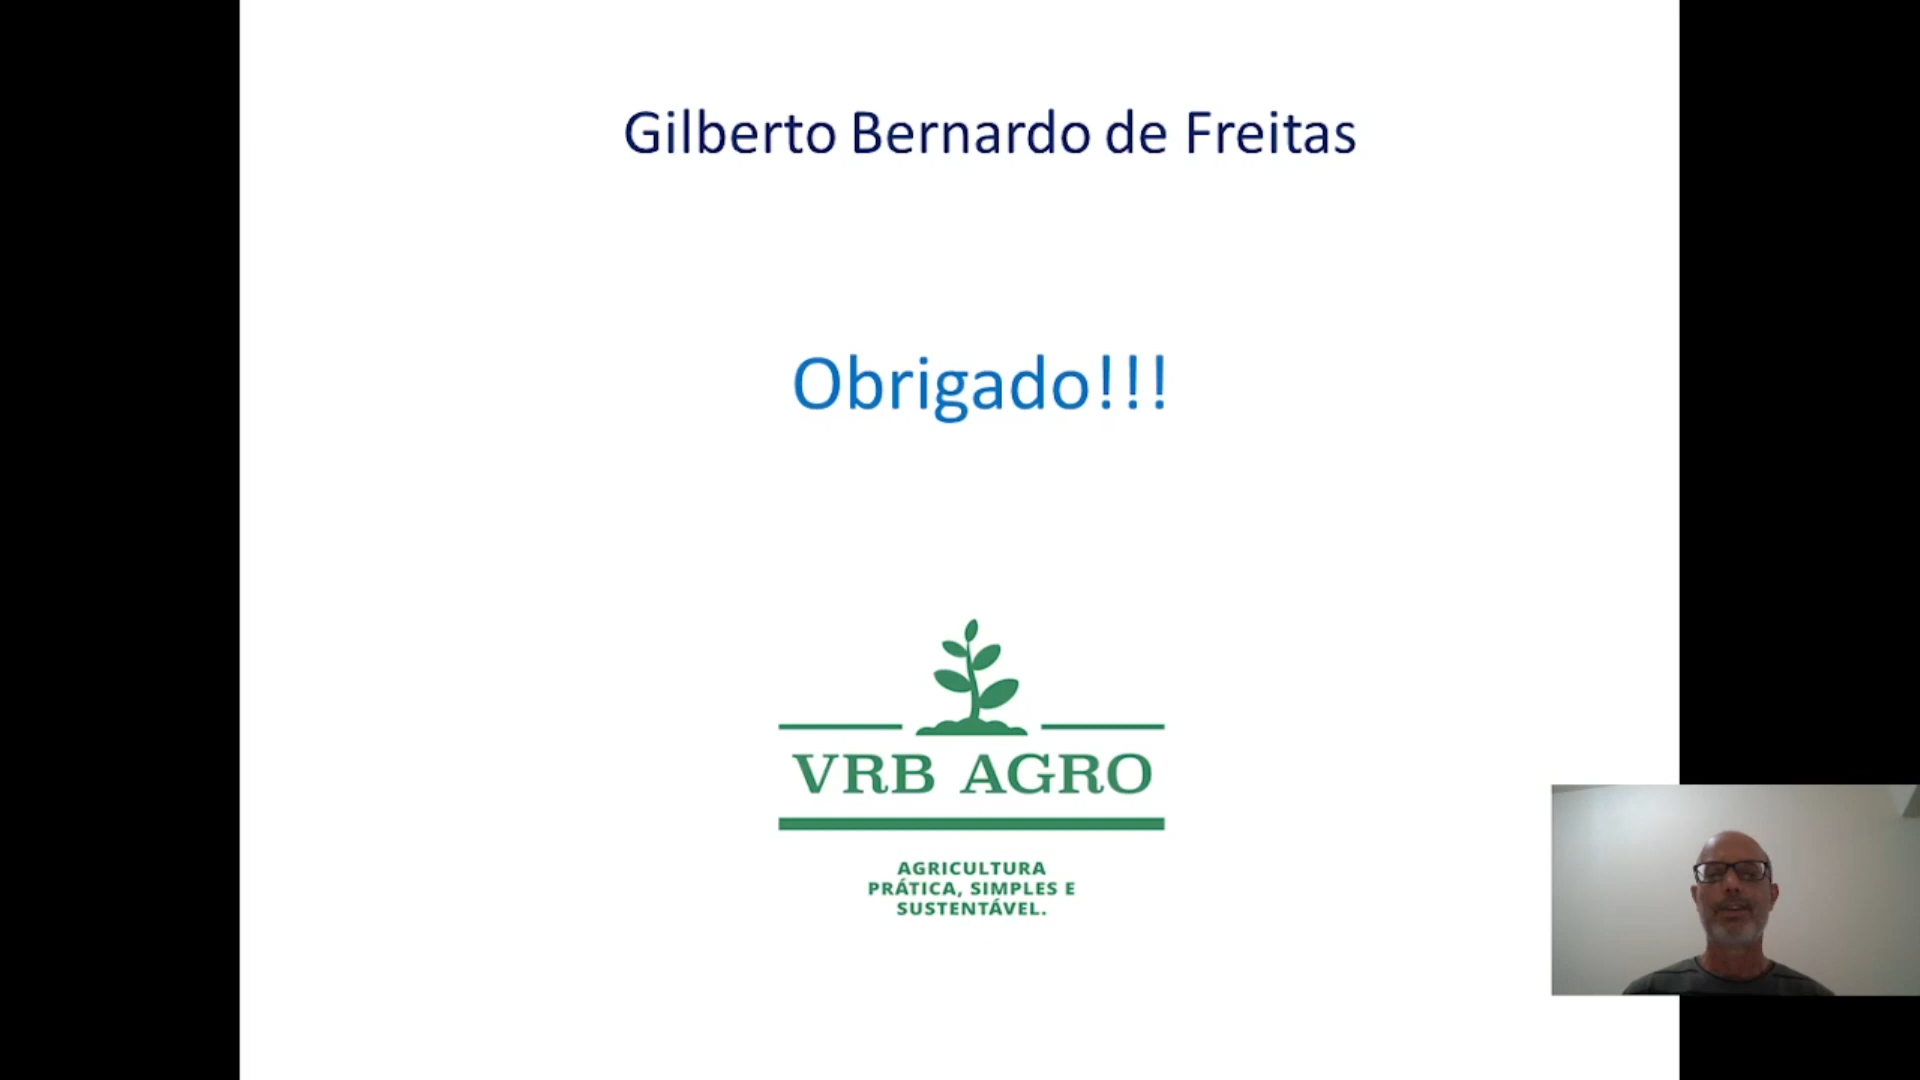 Gilberto Bernardo de Freitas
Obrigado!!!
VRB AGRO
AGRICULTURA
PRÁTICA, SIMPLES E
SUSTENTÁVEL.